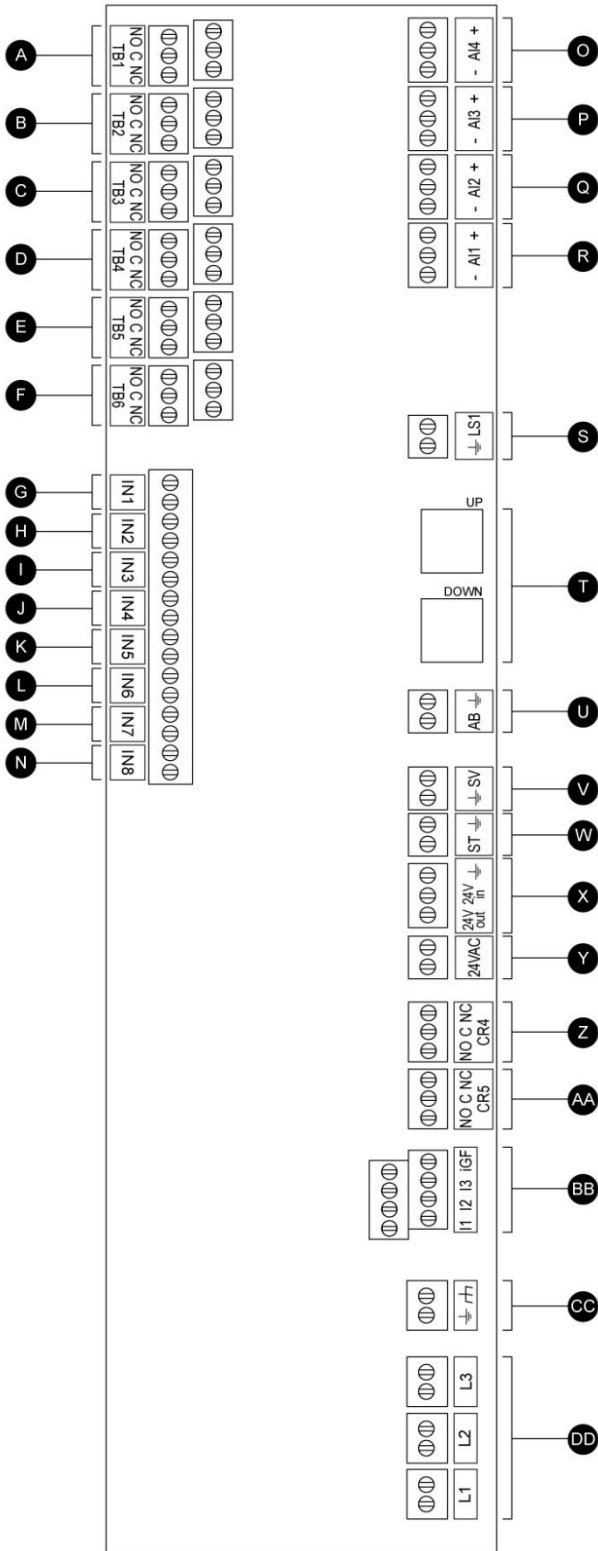 A
NO C NC
TB1
B
NO C NC
TB2
C
NO C NC
TB3
D
NO C NC
TB4
E
NO C NC
TB5
F
NO C NC
TB6
G
IN1
H
IN2
I
IN3
J
IN4
K
IN5
L
IN6
M
IN7
N
IN8
- AI4 +
O
- AI3 +
P
- AI2 +
Q
- AI1 +
R
LS1
S
UP
DOWN
T
AB
U
SV
V
ST
W
24V 24V
out in
X
24VAC
Y
NO C NC
CR4
Z
NO C NC
CR5
AA
I1 I2 I3 iGF
BB
CC
L3
L2
L1
DD